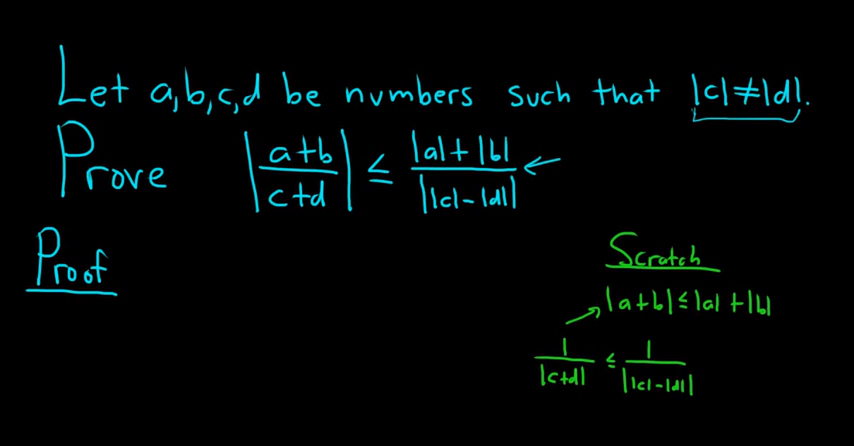 Let a,b,c,d be numbers such that |c|≠|d|.
Prove |a+b/c+d| ≤ |a|+|b|/||c|-|d||
Proof
Scratch
|a+b|≤|a|+|b|
1/|c+d| ≤ 1/||c|-|d||